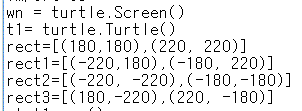 wn = turtle.Screen()
t1= turtle.Turtle()
rect=[(180,180),(220, 220)]
rect1=[(-220,180),(-180, 220)]
rect2=[(-220, -220),(-180,-180)]
rect3=[(180,-220),(220, -180)]